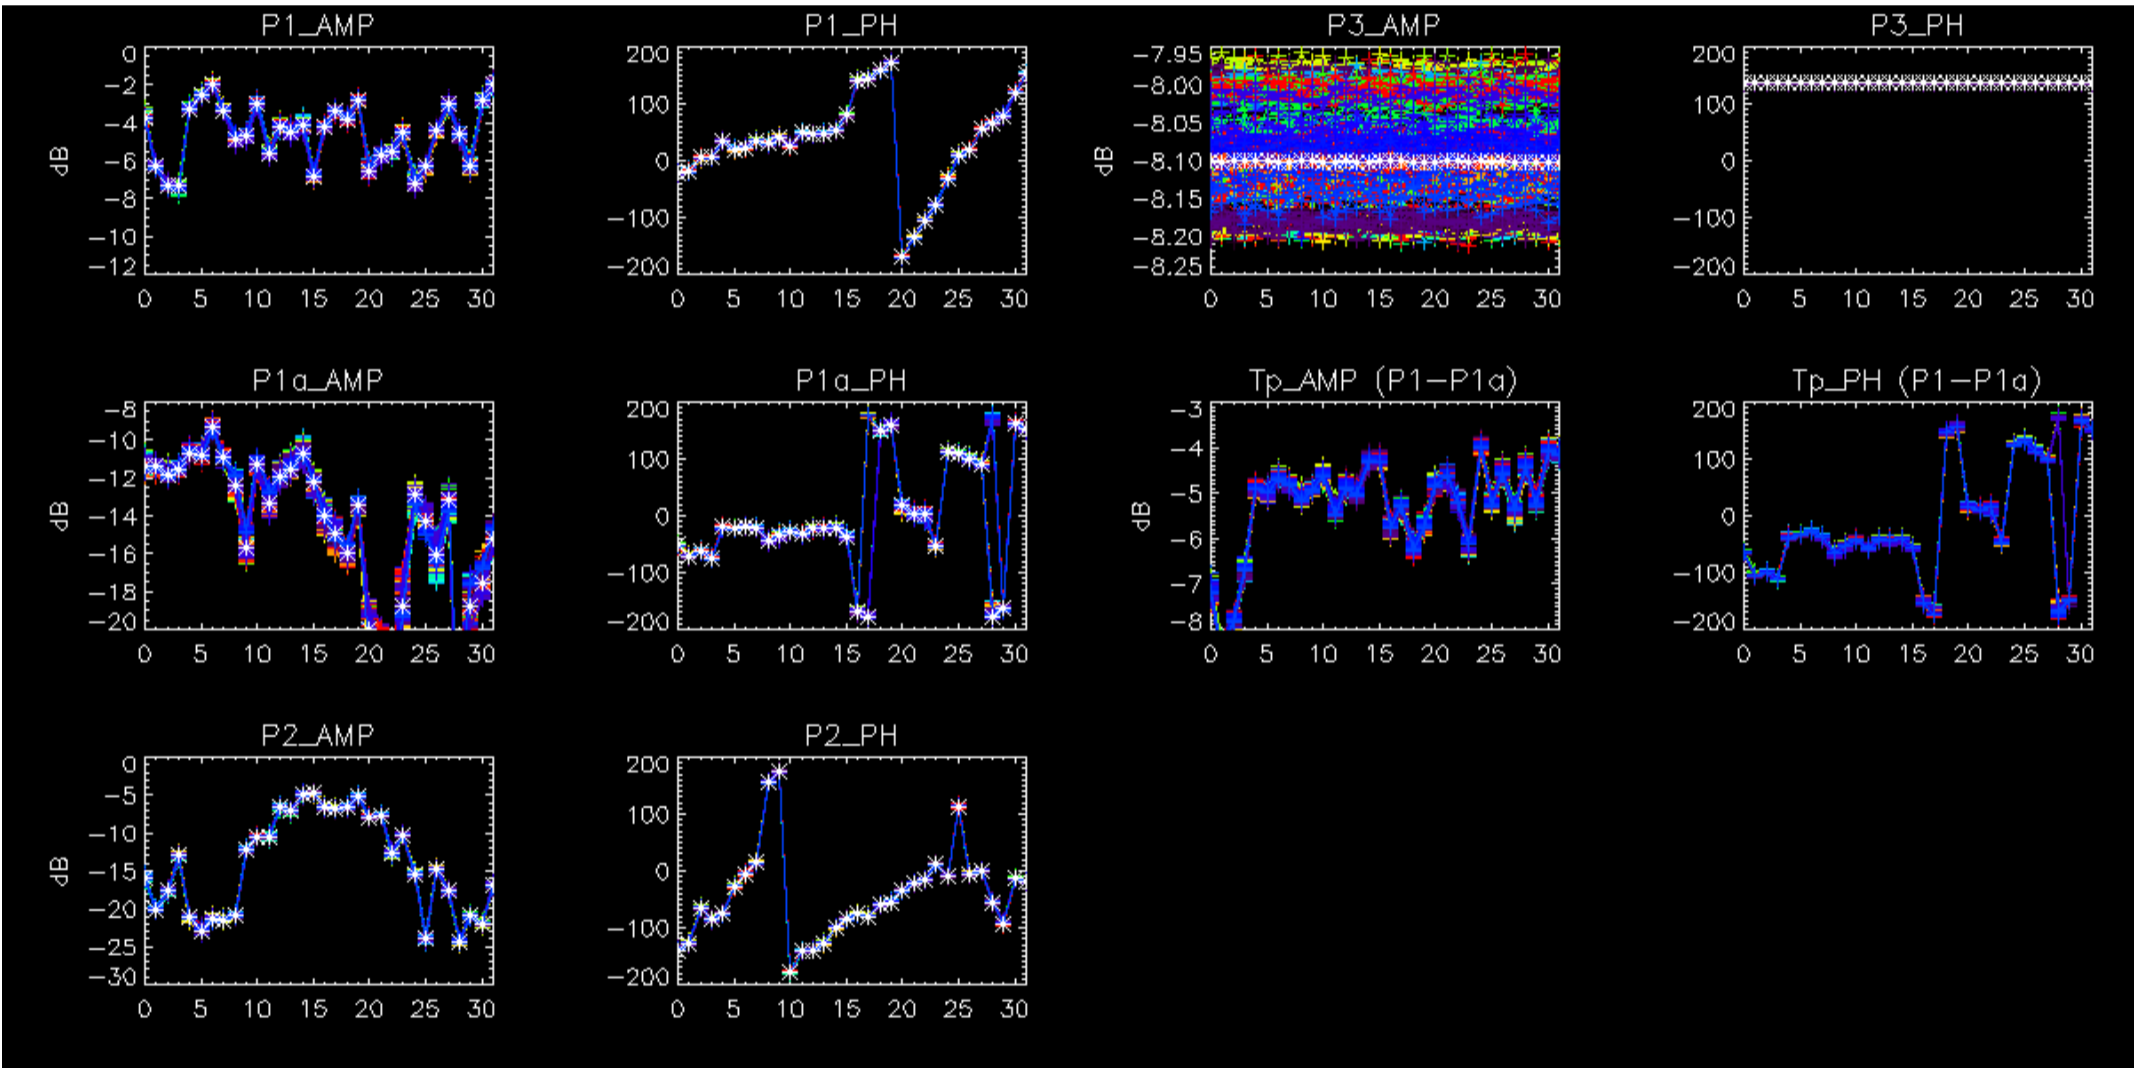 P1_AMP
0
−2
−4
−6
−8
−10
−12
dB
0 5 10 15 20 25 30
P1_PH
200
100
0
−100
−200
0 5 10 15 20 25 30
P3_AMP
−7.95
−8.00
−8.05
−8.10
−8.15
−8.20
−8.25
dB
0 5 10 15 20 25 30
P3_PH
200
100
0
−100
−200
0 5 10 15 20 25 30
P1a_AMP
−8
−10
−12
−14
−16
−18
−20
dB
0 5 10 15 20 25 30
P1a_PH
200
100
0
−100
−200
0 5 10 15 20 25 30
Tp_AMP (P1−P1a)
−3
−4
−5
−6
−7
−8
dB
0 5 10 15 20 25 30
Tp_PH (P1−P1a)
200
100
0
−100
−200
0 5 10 15 20 25 30
P2_AMP
0
−5
−10
−15
−20
−25
−30
dB
0 5 10 15 20 25 30
P2_PH
200
100
0
−100
−200
0 5 10 15 20 25 30